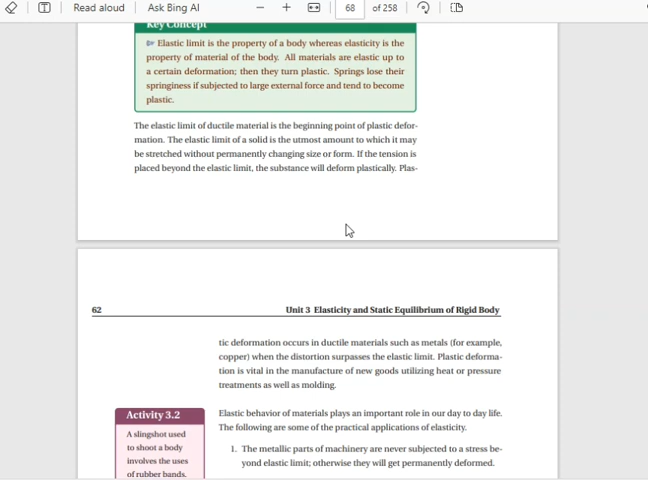 Read aloud
Ask Bing AI
68
of 258
Key Concept
Elastic limit is the property of a body whereas elasticity is the
property of material of the body. All materials are elastic up to
a certain deformation; then they turn plastic. Springs lose their
springiness if subjected to large external force and tend to become
plastic.
The elastic limit of ductile material is the beginning point of plastic defor-
mation. The elastic limit of a solid is the utmost amount to which it may
be stretched without permanently changing size or form. If the tension is
placed beyond the elastic limit, the substance will deform plastically. Plas-
62
Unit 3 Elasticity and Static Equilibrium of Rigid Body
tic deformation occurs in ductile materials such as metals (for example,
copper) when the distortion surpasses the elastic limit. Plastic deforma-
tion is vital in the manufacture of new goods utilizing heat or pressure
treatments as well as molding.
Activity 3.2
A slingshot used
to shoot a body
involves the uses
of rubber bands.
Elastic behavior of materials plays an important role in our day to day life.
The following are some of the practical applications of elasticity.
1. The metallic parts of machinery are never subjected to a stress be-
yond elastic limit; otherwise they will get permanently deformed.